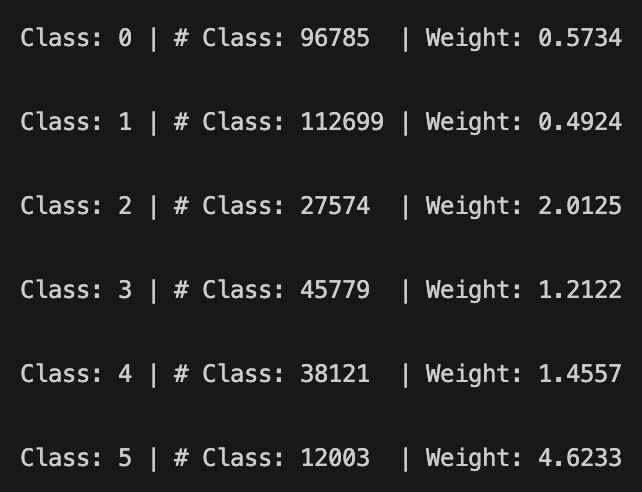 Class: 0 | # Class: 96785  | Weight: 0.5734
Class: 1 | # Class: 112699 | Weight: 0.4924
Class: 2 | # Class: 27574  | Weight: 2.0125
Class: 3 | # Class: 45779  | Weight: 1.2122
Class: 4 | # Class: 38121  | Weight: 1.4557
Class: 5 | # Class: 12003  | Weight: 4.6233